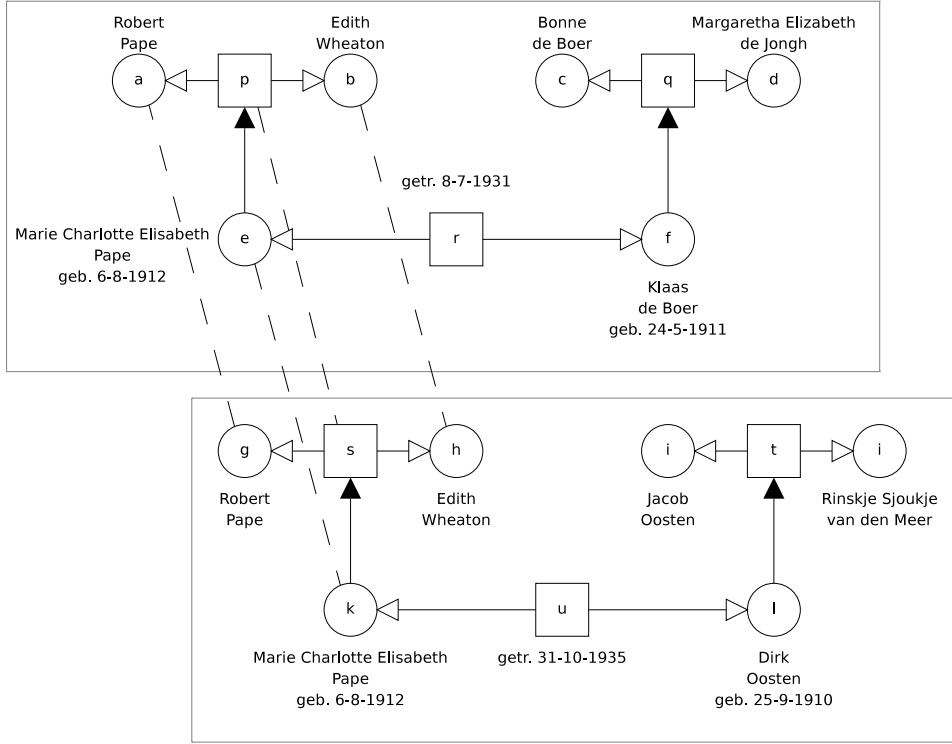 Robert
Pape
Edith
Wheaton
Bonne
de Boer
Margaretha Elizabeth
de Jongh
a
p
b
c
q
d
getr. 8-7-1931
Marie Charlotte Elisabeth
Pape
geb. 6-8-1912
e
r
f
Klaas
de Boer
geb. 24-5-1911
g
s
h
i
t
i
Robert
Pape
Edith
Wheaton
Jacob
Oosten
Rinskje Sjoukje
van den Meer
k
u
l
Marie Charlotte Elisabeth
Pape
geb. 6-8-1912
getr. 31-10-1935
Dirk
Oosten
geb. 25-9-1910